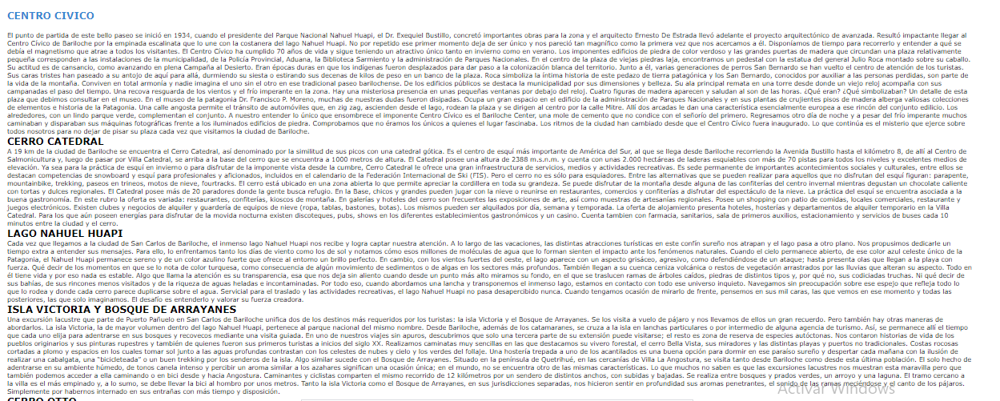 CENTRO CIVICO
El punto de partida de este bello paseo se inició en 1934, cuando el presidente del Parque Nacional Nahuel Huapi, el Dr. Exequiel Bustillo, concretó importantes obras para la zona y el arquitecto Ernesto De Estrada llevó adelante el proyecto arquitectónico de avanzada. Resultó impactante llegar al
Centro Cívico de Bariloche por la empinada escalinata que lo une con la costanera del lago Nahuel Huapi. No por repetido ese primer momento deja de ser único y nos pareció tan magnífico como la primera vez que nos acercamos a él. Disponíamos de tiempo para recorrerlo y entender a qué se
debía el magnetismo que atrae a todos los visitantes. El Centro Cívico ha cumplido 70 años de vida y sigue teniendo un atractivo único tanto en invierno como en verano. Los imponentes edificios de piedra de color verdoso y las grandes puertas de madera que circundan una plaza relativamente
pequeña corresponden a las instalaciones de la municipalidad, de la Policía Provincial, Aduana, la Biblioteca Sarmiento y la administración de Parques Nacionales. En el centro de la plaza de viejas piedras laja, encontramos un pedestal con la estatua del general Julio Roca montado sobre su caballo.
Su actitud es de cansancio, como avanzando en plena Campaña al Desierto. Eran épocas duras en que los indígenas fueron desplazados para dar paso a la colonización blanca del territorio. Junto a él, varias generaciones de perros San Bernardo se han vuelto el centro de atención de los turistas.
Sus caras tristes han paseado a su antojo de aquí para allá, durmiendo su siesta o estirando sus decenas de kilos de peso en un banco de la plaza. Roca simboliza la íntima historia de este pedazo de tierra patagónica y los San Bernardo, conocidos por auxiliar a las personas perdidas, son parte de
la vida de la montaña. Conviven en total armonía y nadie imagina el uno sin el otro en ese tradicional paseo barilochense. De los edificios públicos se destaca la municipalidad por sus dimensiones y belleza. Su ala principal remata en una torre desde donde un viejo reloj acompaña con sus
campanadas el paso del tiempo. Una recova resguarda de los vientos y el frío imperante en la zona. Hay una misteriosa presencia en unas pequeñas ventanas por debajo del reloj. Cuatro figuras de madera aparecen y saludan al son de las horas. ¿Qué eran? ¿Qué simbolizaban? Un detalle de esta
plaza que debimos consultar en el museo. En el museo de la patagonia Dr. Francisco P. Moreno, muchas de nuestras dudas fueron disipadas. Ocupa un gran espacio en el edificio de la administración de Parques Nacionales y en sus plantas de crujientes pisos de madera alberga valiosas colecciones
de elementos e historia de la Patagonia. Una calle angosta permite el tránsito de automóviles que, en zig zag, ascienden desde el lago, rodean la plaza y se dirigen al centro por la calle Mitre. Allí dos arcadas le dan una característica esencialmente europea a ese rincón del conjunto edilicio. Los
alrededores, con un lindo parque verde, complementan el conjunto. A nuestro entender lo único que ensombrece el imponente Centro Cívico es el Bariloche Center, una mole de cemento que no condice con el señorío del primero. Regresamos otro día de noche y a pesar del frío imperante muchos
caminaban y disparaban sus máquinas fotográficas frente a los iluminados edificios de piedra. Comprobamos que no éramos los únicos a quienes el lugar fascinaba. Los ritmos de la ciudad han cambiado desde que el Centro Cívico fuera inaugurado. Lo que continúa es el misterio que ejerce sobre
todos nosotros para no dejar de pisar su plaza cada vez que visitamos la ciudad de Bariloche.
CERRO CATEDRAL
A 19 km de la ciudad de Bariloche se encuentra el Cerro Catedral, así denominado por la similitud de sus picos con una catedral gótica. Es el centro de esquí más importante de América del Sur, al que se llega desde Bariloche recorriendo la Avenida Bustillo hasta el kilómetro 8, de allí al Centro de
Salmonicultura y, luego de pasar por Villa Catedral, se arriba a la base del cerro que se encuentra a 1000 metros de altura. El Catedral posee una altura de 2388 m.s.n.m. y cuenta con unas 2.000 hectáreas de laderas esquiables con más de 70 pistas para todos los niveles y excelentes medios de
elevación. Ya sea para la práctica de esquí en invierno o para disfrutar de la imponente vista desde la cumbre, Cerro Catedral le ofrece una gran infraestructura de servicios, medios y actividades recreativas. Es sede permanente de importantes acontecimientos sociales y culturales, entre ellos se
destacan competencias de snowboard y esquí para profesionales y aficionados, incluidos en el calendario de la Federación Internacional de Ski (FIS). Pero el cerro no es sólo para esquiadores. Entre las alternativas que se pueden realizar para aquellos que no disfrutan del esquí figuran: parapente,
mountainbike, trekking, paseos en trineos, motos de nieve, fourtracks. El cerro está ubicado en una zona abierta lo que permite apreciar la cordillera en toda su grandeza. Se puede disfrutar de la montaña desde alguna de las confiterías del centro invernal mientras degustan un chocolate caliente
con tortas y dulces regionales. El Catedral posee más de 20 paradores donde la gente busca refugio. En la Base, chicos y grandes pueden jugar con la nieve o reunirse en restaurantes, comercios y confiterías a disfrutar del espectáculo de la nieve. La práctica del esquí se encuentra asociada a la
buena gastronomía. En este rubro la oferta es variada: restaurantes, confiterías, kioscos de montaña. En galerías y hoteles del cerro son frecuentes las exposiciones de arte, así como muestras de artesanías regionales. Posee un shopping con patio de comidas, locales comerciales, restaurante y
juegos electrónicos. Existen clubes y negocios de alquiler y guardería de equipos de nieve (ropa, tablas, bastones, botas). Los mismos pueden ser alquilados por día, semana y temporada. La oferta de alojamiento presenta hoteles, hosterías y departamentos de alquiler temporario en la Villa
Catedral. Para los que aún poseen energías para disfrutar de la movida nocturna existen discoteques, pubs, shows en los diferentes establecimientos gastronómicos y un casino. Cuenta tambien con farmacia, sanitarios, sala de primeros auxilios, estacionamiento y servicios de buses cada 10
minutos entre la ciudad y el cerro.
LAGO NAHUEL HUAPI
Cada vez que llegamos a la ciudad de San Carlos de Bariloche, el inmenso lago Nahuel Huapi nos recibe y logra captar nuestra atención. A lo largo de las vacaciones, las distintas atracciones turísticas en este confín sureño nos atrapan y el lago pasa a otro plano. Nos propusimos dedicarle un
tiempo extra a entender sus mensajes. Para ello, lo enfrentamos tanto los días de viento como los de sol y notamos cómo esos millones de moléculas de agua que lo forman sienten el impacto ante los fenómenos naturales. Cuando el cielo permanece abierto, de ese color azul celeste único de la
Patagonia, el Nahuel Huapi permanece sereno y de un color azulino fuerte que ofrece al entorno un brillo perfecto. En cambio, con los vientos fuertes del oeste, el lago aparece con un aspecto grisáceo, agresivo, como defendiéndose de un ataque; hasta presenta olas que llegan a la playa con
fuerza. Qué decir de los momentos en que se lo nota de color turquesa, como consecuencia de algún movimiento de sedimentos o de algas en los sectores más profundos. También llegan a su cuenca ceniza volcánica o restos de vegetación arrastrados por las lluvias que alteran su aspecto. Todo en
él tiene vida y por eso nada es estable. Algo que llama la atención es su transparencia, esa que nos deja sin aliento cuando desde un punto más alto miramos su fondo, en el que se traslucen ramas de árboles caídos, piedras de distintos tipos y, por qué no, sus codiciadas truchas. Ni qué decir de
sus bahías, de sus rincones menos visitados y de la riqueza de aguas heladas e incontaminadas. Por todo eso, cuando abordamos una lancha y transponemos el inmenso lago, estamos en contacto con todo ese universo inquieto. Navegamos sin preocupación sobre ese espejo que refleja todo lo
que lo rodea y donde cada cerro parece duplicarse sobre el agua. Servicial para el traslado y las actividades recreativas, el lago Nahuel Huapi no pasa desapercibido nunca. Cuando tengamos ocasión de mirarlo de frente, pensemos en sus mil caras, las que vemos en ese momento y todas las
posteriores, las que solo imaginamos. El desafío es entenderlo y valorar su fuerza creadora.
ISLA VICTORIA Y BOSQUE DE ARRAYANES
Una excursión lacustre que parte de Puerto Pañuelo en San Carlos de Bariloche unifica dos de los destinos más requeridos por los turistas: la isla Victoria y el Bosque de Arrayanes. Se los visita a vuelo de pájaro y nos llevamos de ellos un gran recuerdo. Pero también hay otras maneras de
abordarlos. La isla Victoria, la de mayor volumen dentro del lago Nahuel Huapi, pertenece al parque nacional del mismo nombre. Desde Bariloche, además de los catamaranes, se cruza a la isla en lanchas particulares o por intermedio de alguna agencia de turismo. Así, se permanece allí el tiempo
que cada uno elija para adentrarse en sus bosques y recovecos mediante una visita guiada. En uno de nuestros viajes sin apuros, descubrimos que solo una tercera parte de su extensión puede visitarse; el resto es zona de reserva de especies autóctonas. Nos contaron historias de vida de los
pueblos originarios y sus pinturas rupestres y también de quienes fueron sus primeros turistas a inicios del siglo XX. Realizamos caminatas muy sencillas en las que destacamos su vivero forestal, el cerro Bella Vista, sus miradores y las distintas playas y puertos no tradicionales. Costas rocosas
cortadas a plomo y espacios en los cuales tomar sol junto a las aguas profundas contrastan con los celestes de nubes y cielo y los verdes del follaje. Una hostería trepada a uno de los acantilados es una buena opción para dormir en ese paraíso sureño y despertar cada mañana con la ilusión de
realizar una cabalgata, una "bicicleteada" o un buen trekking por los senderos de la isla. Algo similar sucede con el Bosque de Arrayanes. Situado en la península de Quetrihué, en las cercanías de Villa La Angostura, se visita tanto desde Bariloche como desde esta última población. El solo hecho de
adentrarse en su ambiente húmedo, de tonos canela intenso y percibir un aroma similar a los azahares significan una ocasión única; en el mundo, no se encuentra otro de las mismas características. Lo que muchos no saben es que las excursiones lacustres nos muestran esta maravilla pero que
también podemos acceder a ella caminando o en bici desde y hacia Angostura. Caminantes y ciclistas comparten el mismo recorrido de 12 kilómetros por un sendero de distintos anchos, con subidas y bajadas. Se realiza entre bosques y prados verdes, un arroyo y una laguna. El tramo cercano a
la villa es el más empinado y, a lo sumo, se debe llevar la bici al hombro por unos metros. Tanto la isla Victoria como el Bosque de Arrayanes, en sus jurisdicciones separadas, nos hicieron sentir en profundidad sus aromas penetrantes, el sonido de las ramas meciéndose y el canto de los pájaros.
Simplemente por habernos internado en sus entrañas con más tiempo y disposición.
Activar Windows
CERRO OTTO